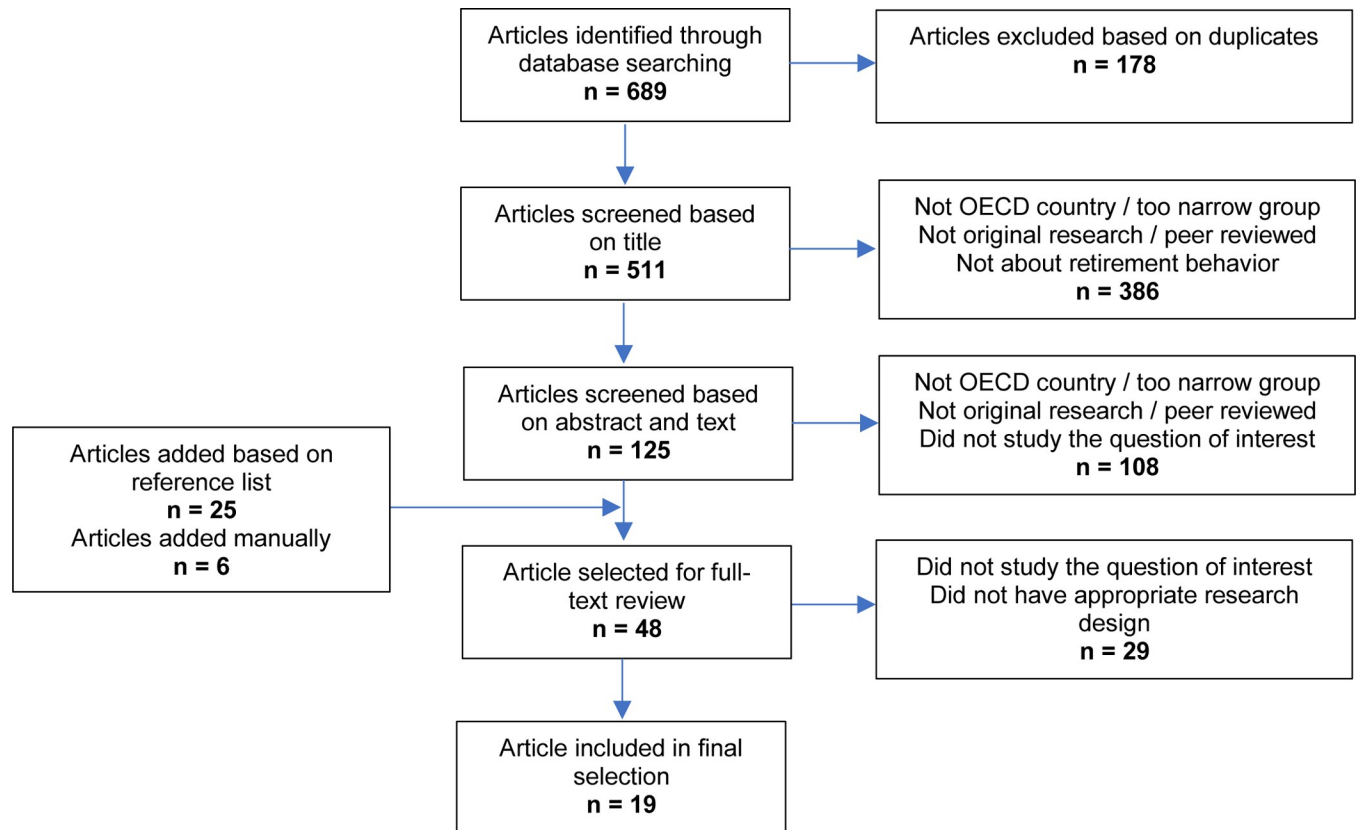 Articles identified through
database searching
n = 689
Articles excluded based on duplicates
n = 178
Articles screened based
on title
n = 511
Not OECD country / too narrow group
Not original research / peer reviewed
Not about retirement behavior
n = 386
Articles screened based
on abstract and text
n = 125
Not OECD country / too narrow group
Not original research / peer reviewed
Did not study the question of interest
n = 108
Articles added based on
reference list
n = 25
Articles added manually
n = 6
Article selected for full-
text review
n = 48
Did not study the question of interest
Did not have appropriate research
design
n = 29
Article included in final
selection
n = 19